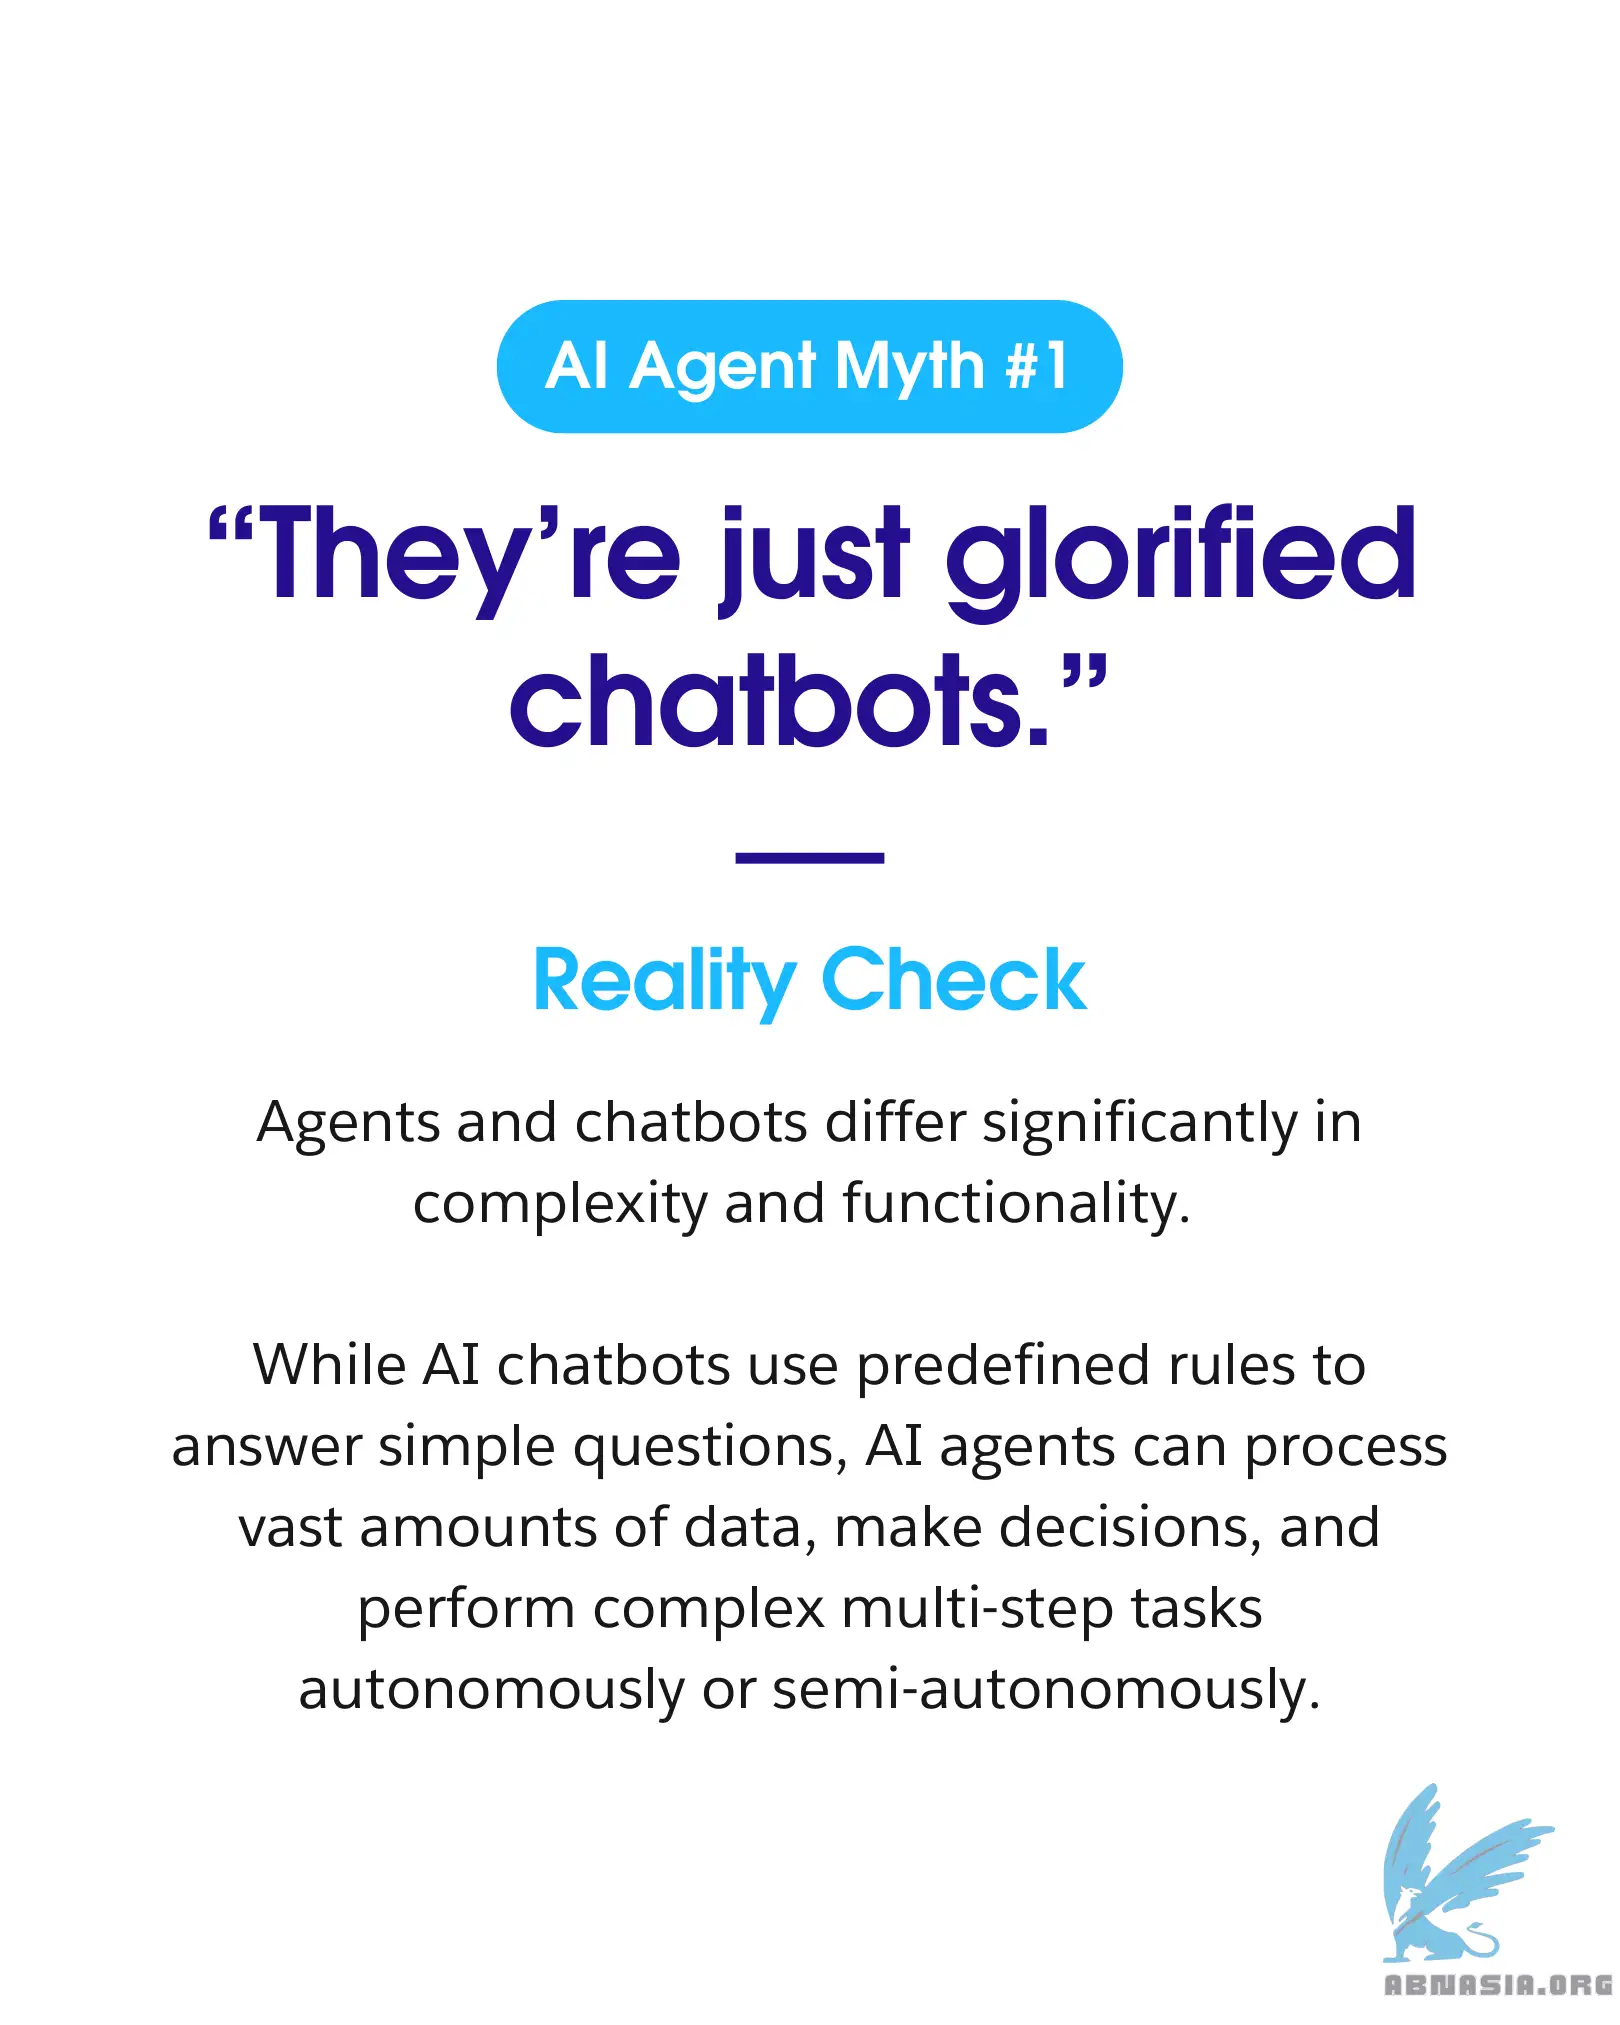 AI Agent Myth #1
“They’re just glorified
chatbots.”
Reality Check
Agents and chatbots differ significantly in
complexity and functionality.
While AI chatbots use predefined rules to
answer simple questions, AI agents can process
vast amounts of data, make decisions, and
perform complex multi-step tasks
autonomously or semi-autonomously.
ABNASIA.ORG